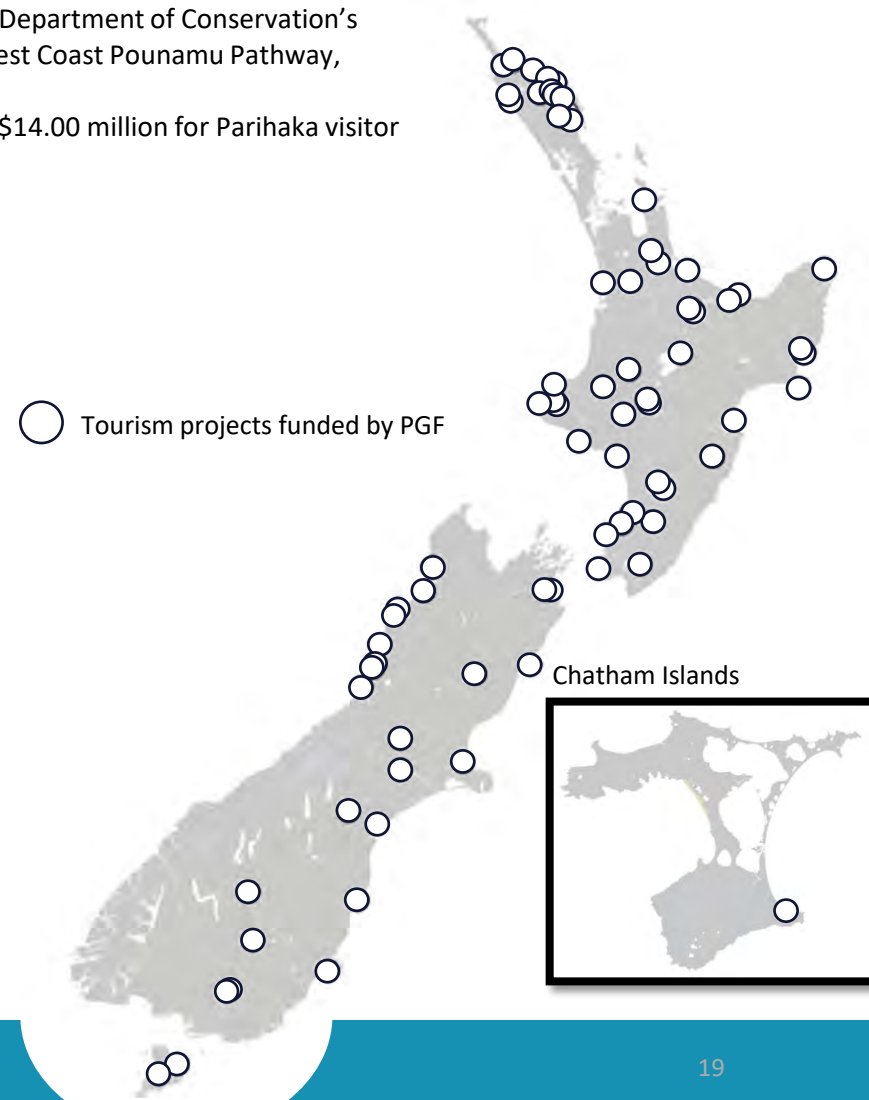 Department of Conservation’s
est Coast Pounamu Pathway,
$14.00 million for Parihaka visitor
Tourism projects funded by PGF
Chatham Islands
19